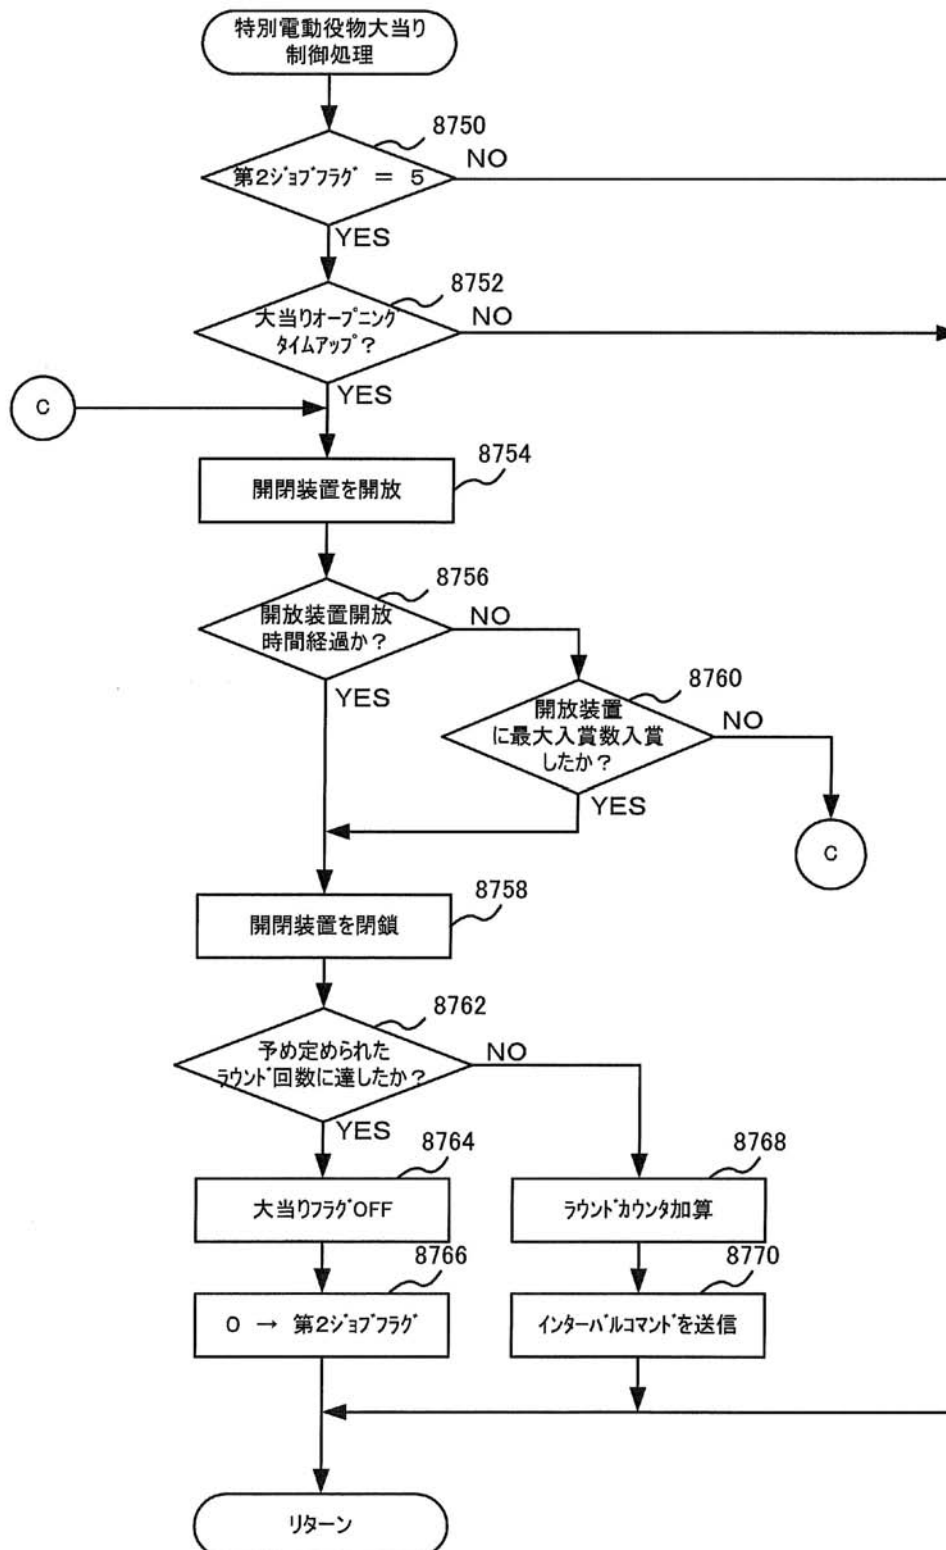 特別電動役物大当り
制御処理
8750
第2ジョブフラグ = 5
NO
YES
8752
大当りオープニング
タイムアップ?
NO
YES
C
8754
開閉装置を開放
8756
開放装置開放
時間経過か?
NO
YES
8760
開放装置
に最大入賞数入賞
したか?
NO
YES
C
8758
開閉装置を閉鎖
8762
予め定められた
ラウンド回数に達したか?
NO
YES
8764
大当りフラグOFF
8768
ラウンドカウンタ加算
8766
0 → 第2ジョブフラグ
8770
インターバルコマンドを送信
リターン